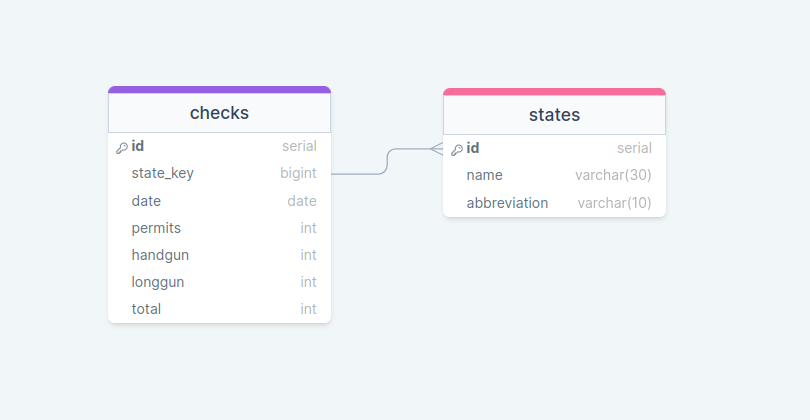 checks
id serial
state_key bigint
date date
permits int
handgun int
longgun int
total int
states
id serial
name varchar(30)
abbreviation varchar(10)